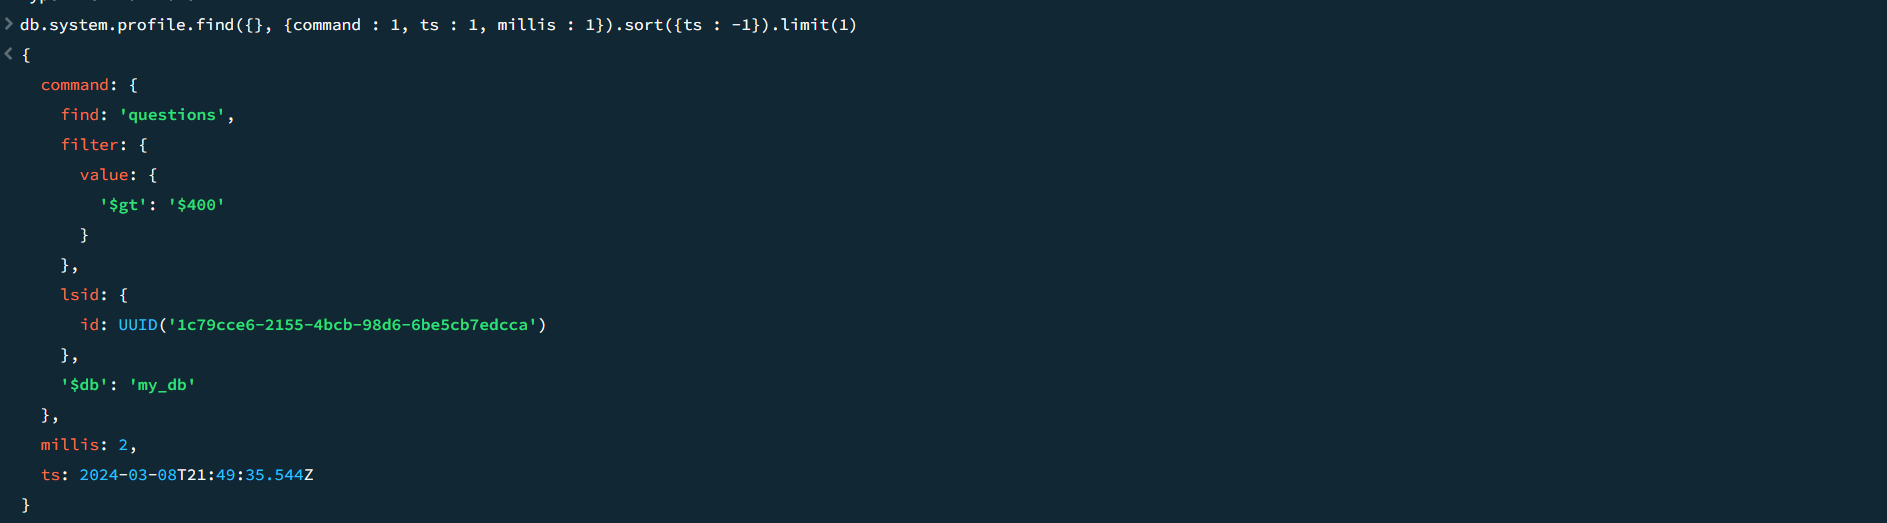 > db.system.profile.find({}, {command : 1, ts : 1, millis : 1}).sort({ts : -1}).limit(1)
< {
command: {
find: 'questions',
filter: {
value: {
'$gt': '$400'
}
},
lsid: {
id: UUID('1c79cce6-2155-4bcb-98d6-6be5cb7edcca')
},
'$db': 'my_db'
},
millis: 2,
ts: 2024-03-08T21:49:35.544Z
}